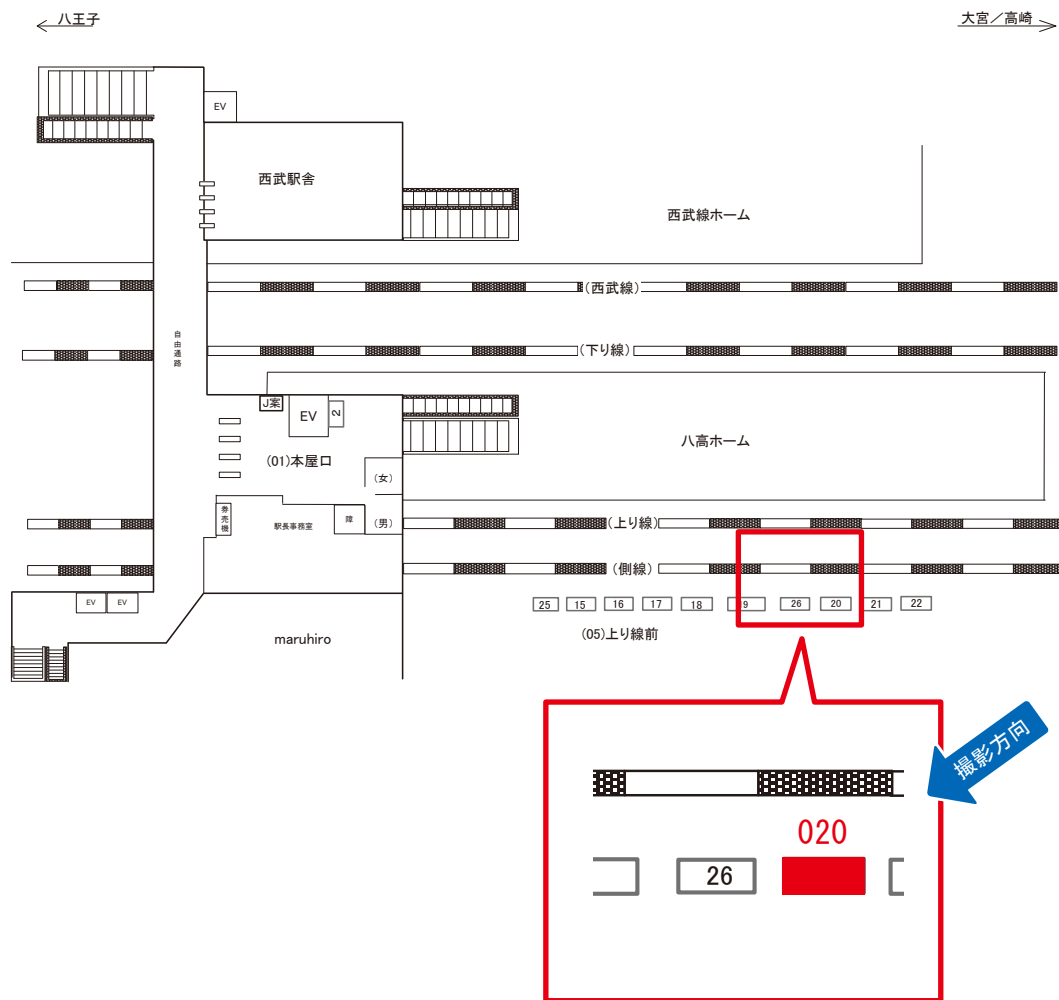 八王子
大宮／高崎
EV
西武駅舎
西武線ホーム
(西武線)
自由通路
(下り線)
J案
EV
2
八高ホーム
(01)本屋口
(女)
券売機
駅長事務室
障
(男)
(上り線)
(側線)
EV
EV
25
15
16
17
18
19
26
20
21
22
(05)上り線前
maruhiro
撮影方向
020
26